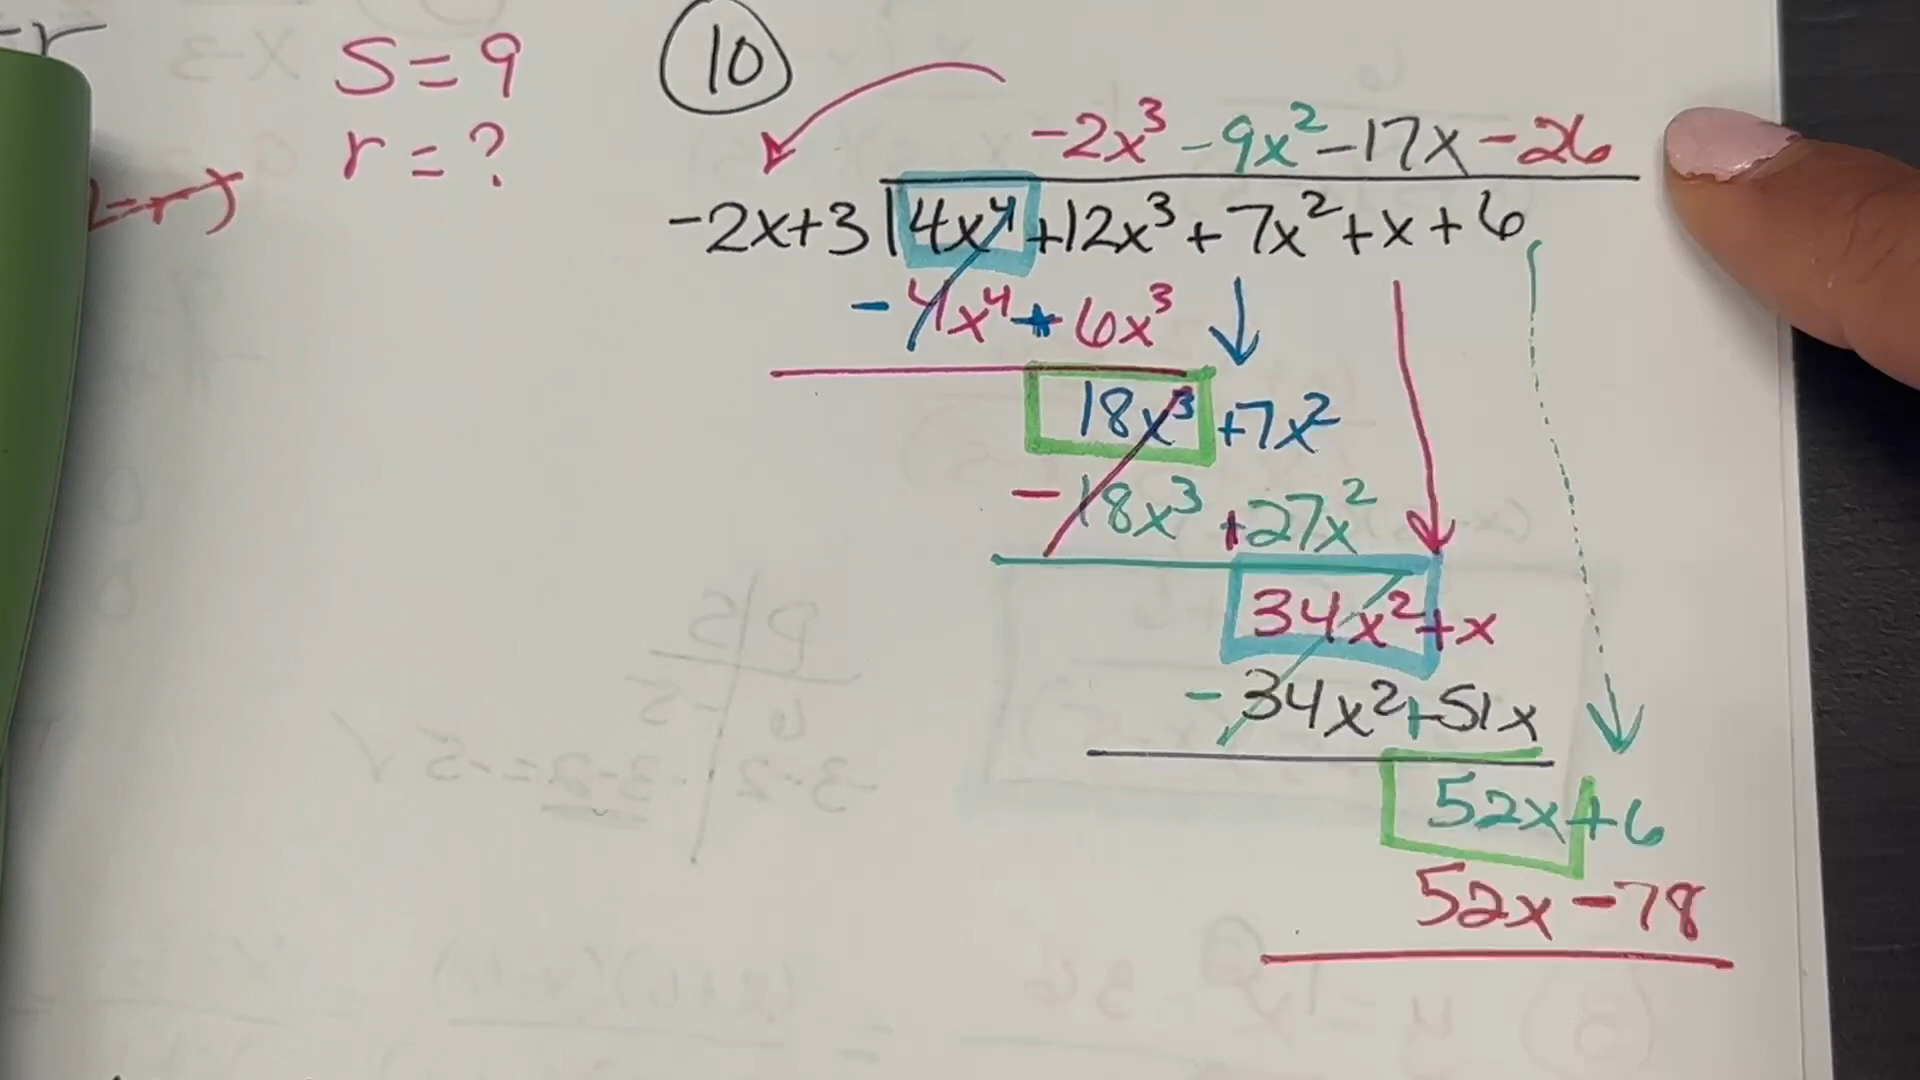 S = 9
r = ?
10
-2x³ - 9x² - 17x - 26
-2x+3 | 4x⁴ + 12x³ + 7x² + x + 6
- 4x⁴ + 6x³
18x³ + 7x²
- 18x³ + 27x²
34x² + x
- 34x² + 51x
52x + 6
52x - 78